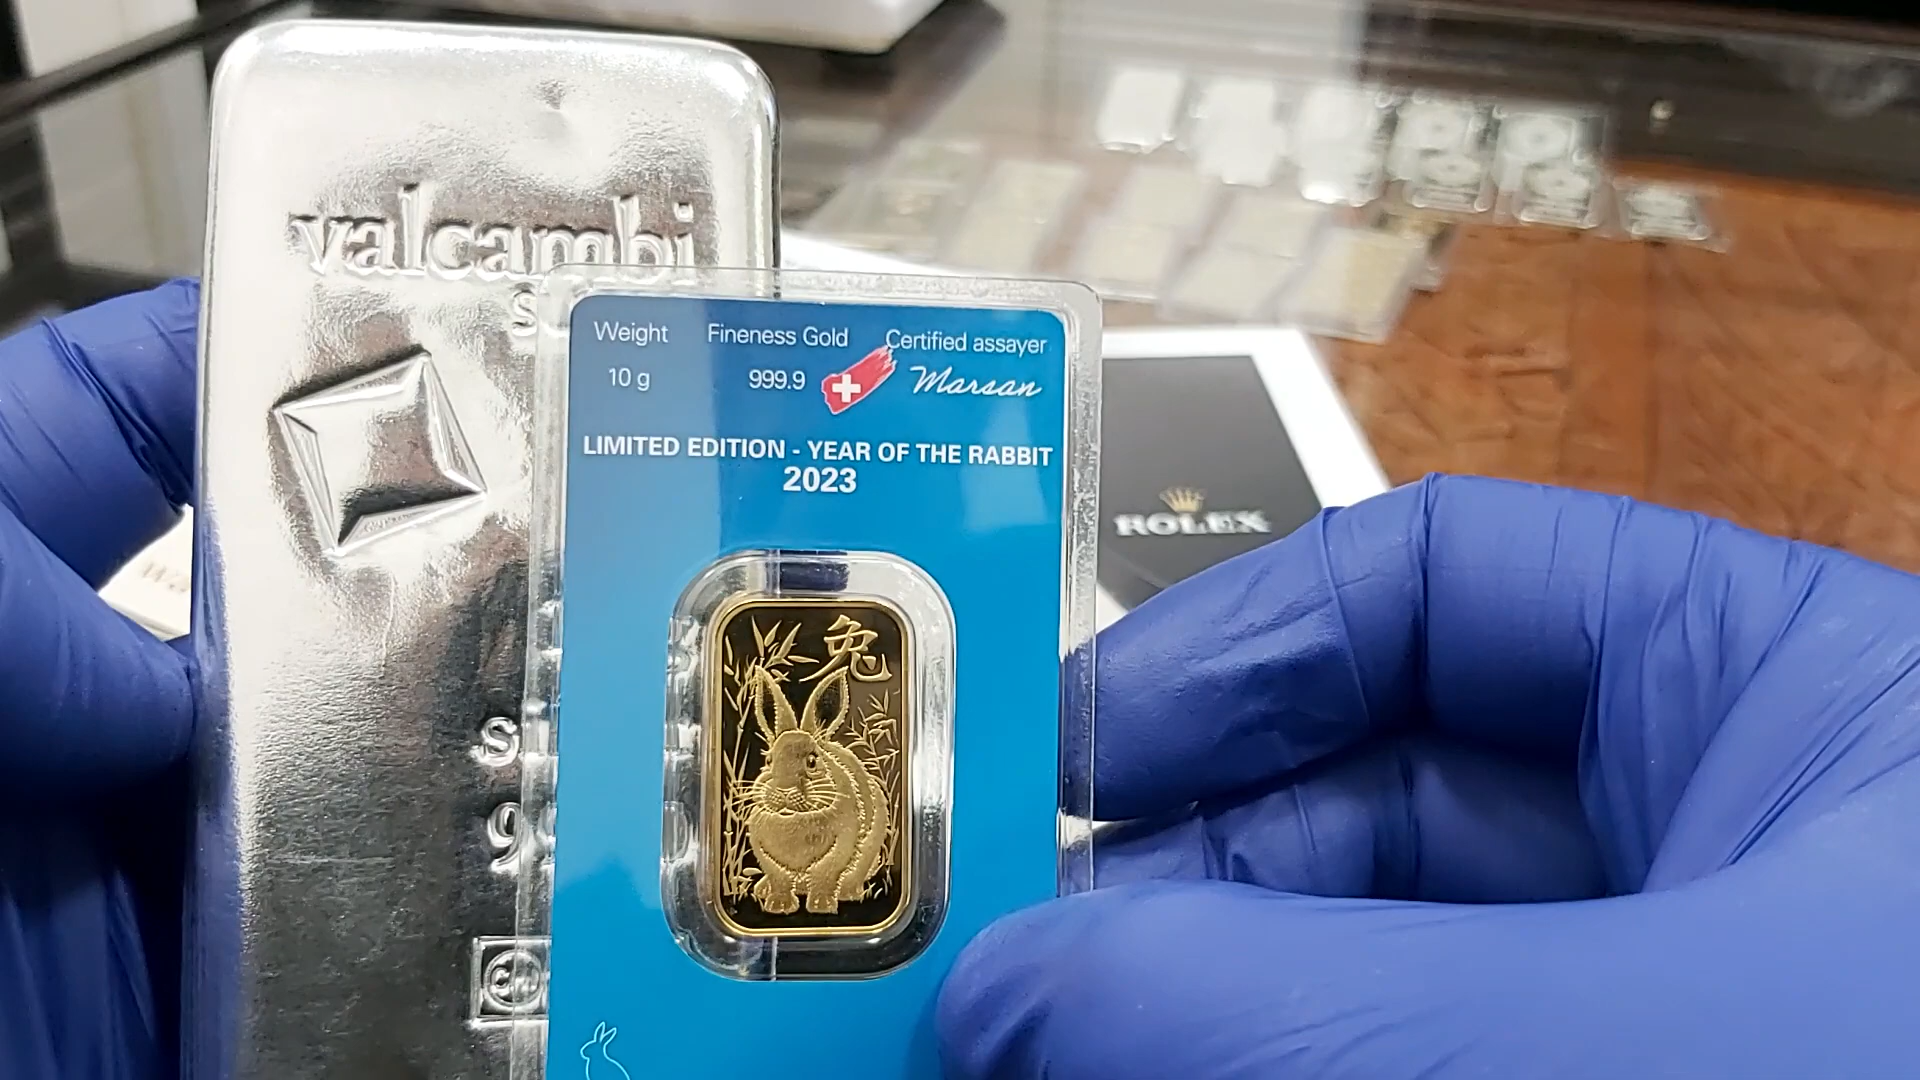 valcambi
Weight Fineness Gold Certified assayer
10 g 999.9 Marsan
LIMITED EDITION - YEAR OF THE RABBIT
2023
兔
ROLEX